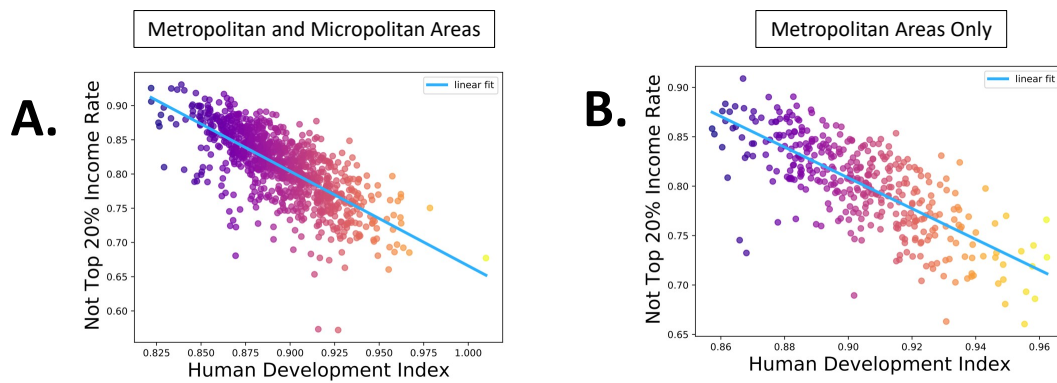 Metropolitan and Micropolitan Areas
A.
linear fit
Not Top 20% Income Rate
0.90
0.85
0.80
0.75
0.70
0.65
0.60
0.825 0.850 0.875 0.900 0.925 0.950 0.975 1.000
Human Development Index
Metropolitan Areas Only
B.
linear fit
Not Top 20% Income Rate
0.90
0.85
0.80
0.75
0.70
0.65
0.86 0.88 0.90 0.92 0.94 0.96
Human Development Index